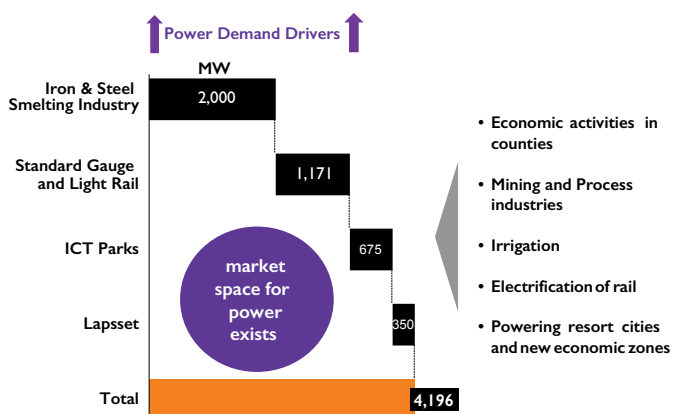 Power Demand Drivers
MW
Iron & Steel
Smelting Industry
2,000
Standard Gauge
and Light Rail
1,171
ICT Parks
675
Lapsset
350
Total
4,196
market
space for
power
exists
• Economic activities in
counties
• Mining and Process
industries
• Irrigation
• Electrification of rail
• Powering resort cities
and new economic zones